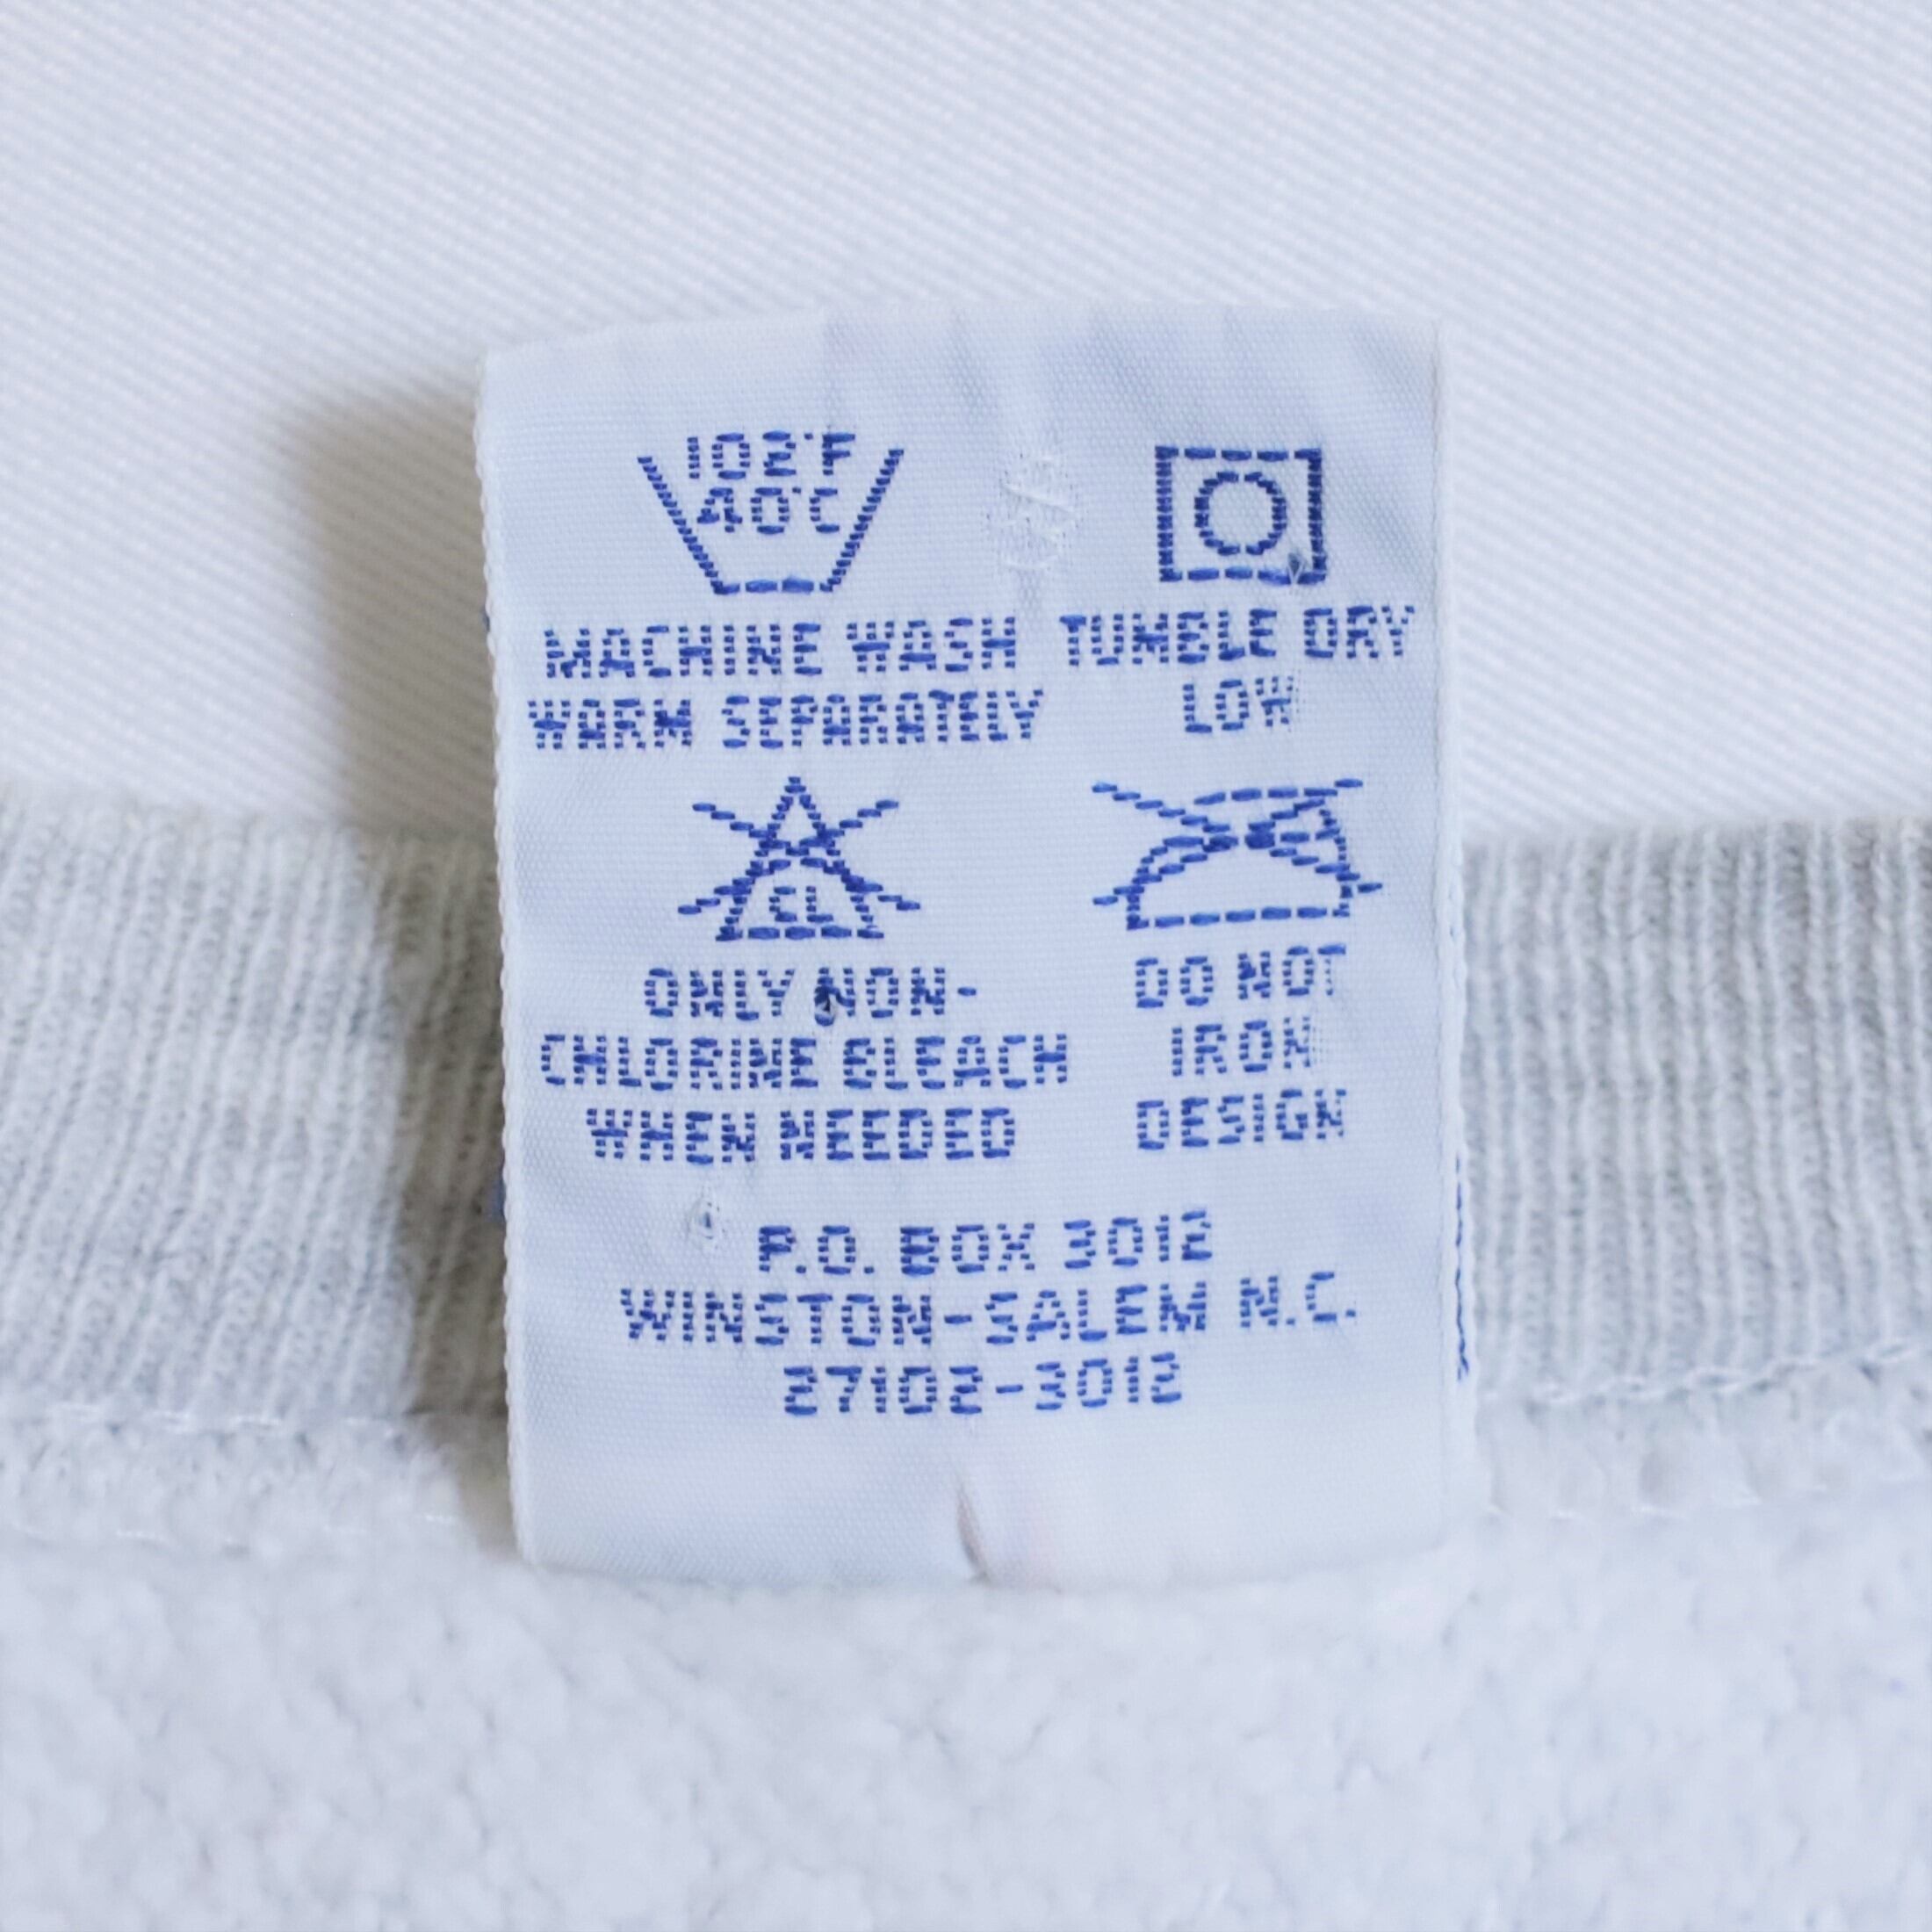 102°F
40°C
MACHINE WASH
WARM SEPARATELY
TUMBLE DRY
LOW
CL
ONLY NON-
CHLORINE BLEACH
WHEN NEEDED
DO NOT
IRON
DESIGN
P.O. BOX 3012
WINSTON-SALEM N.C.
27102-3012